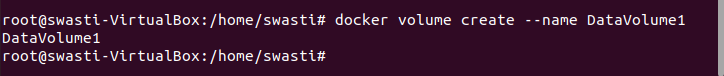 root@swasti-VirtualBox:/home/swasti# docker volume create --name DataVolume1
DataVolume1
root@swasti-VirtualBox:/home/swasti#